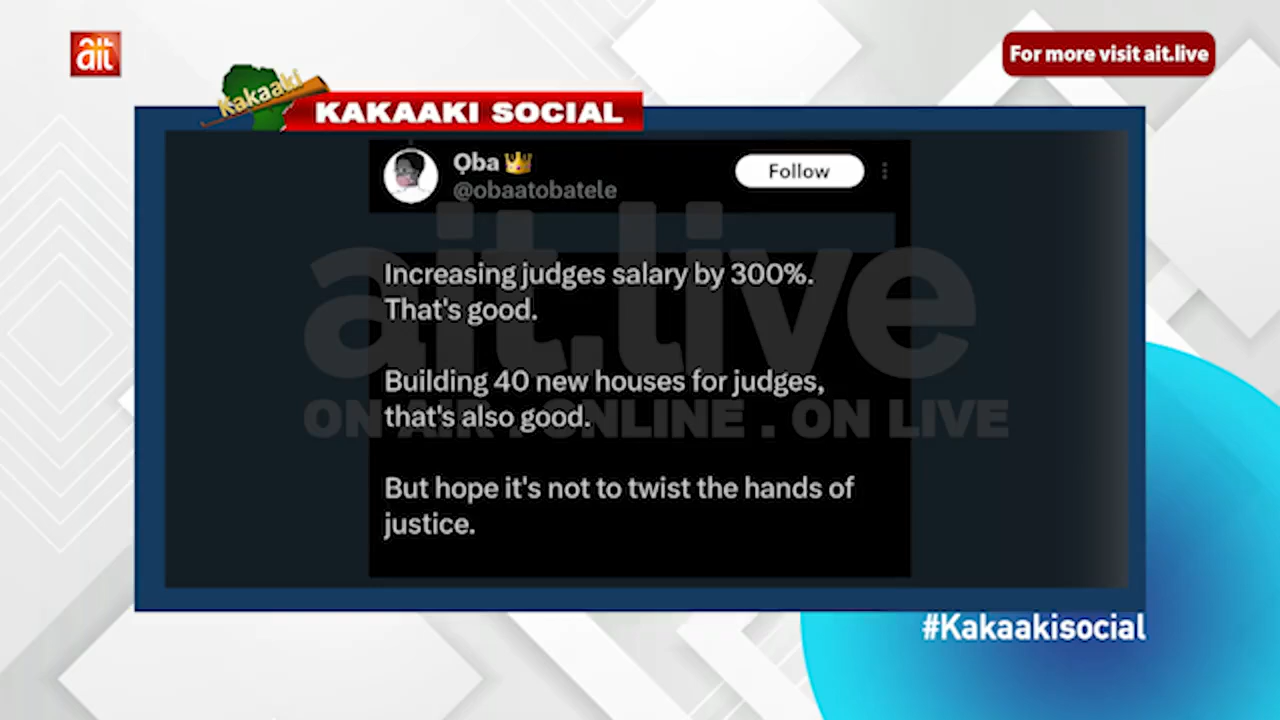 ait
For more visit ait.live
Kakaaki
KAKAAKI SOCIAL
Ọba 👑
@obaatobatele
Follow
Increasing judges salary by 300%.
That's good.
Building 40 new houses for judges,
that's also good.
But hope it's not to twist the hands of
justice.
ait.live
ON AIR . ONLINE . ON LIVE
#Kakaakisocial